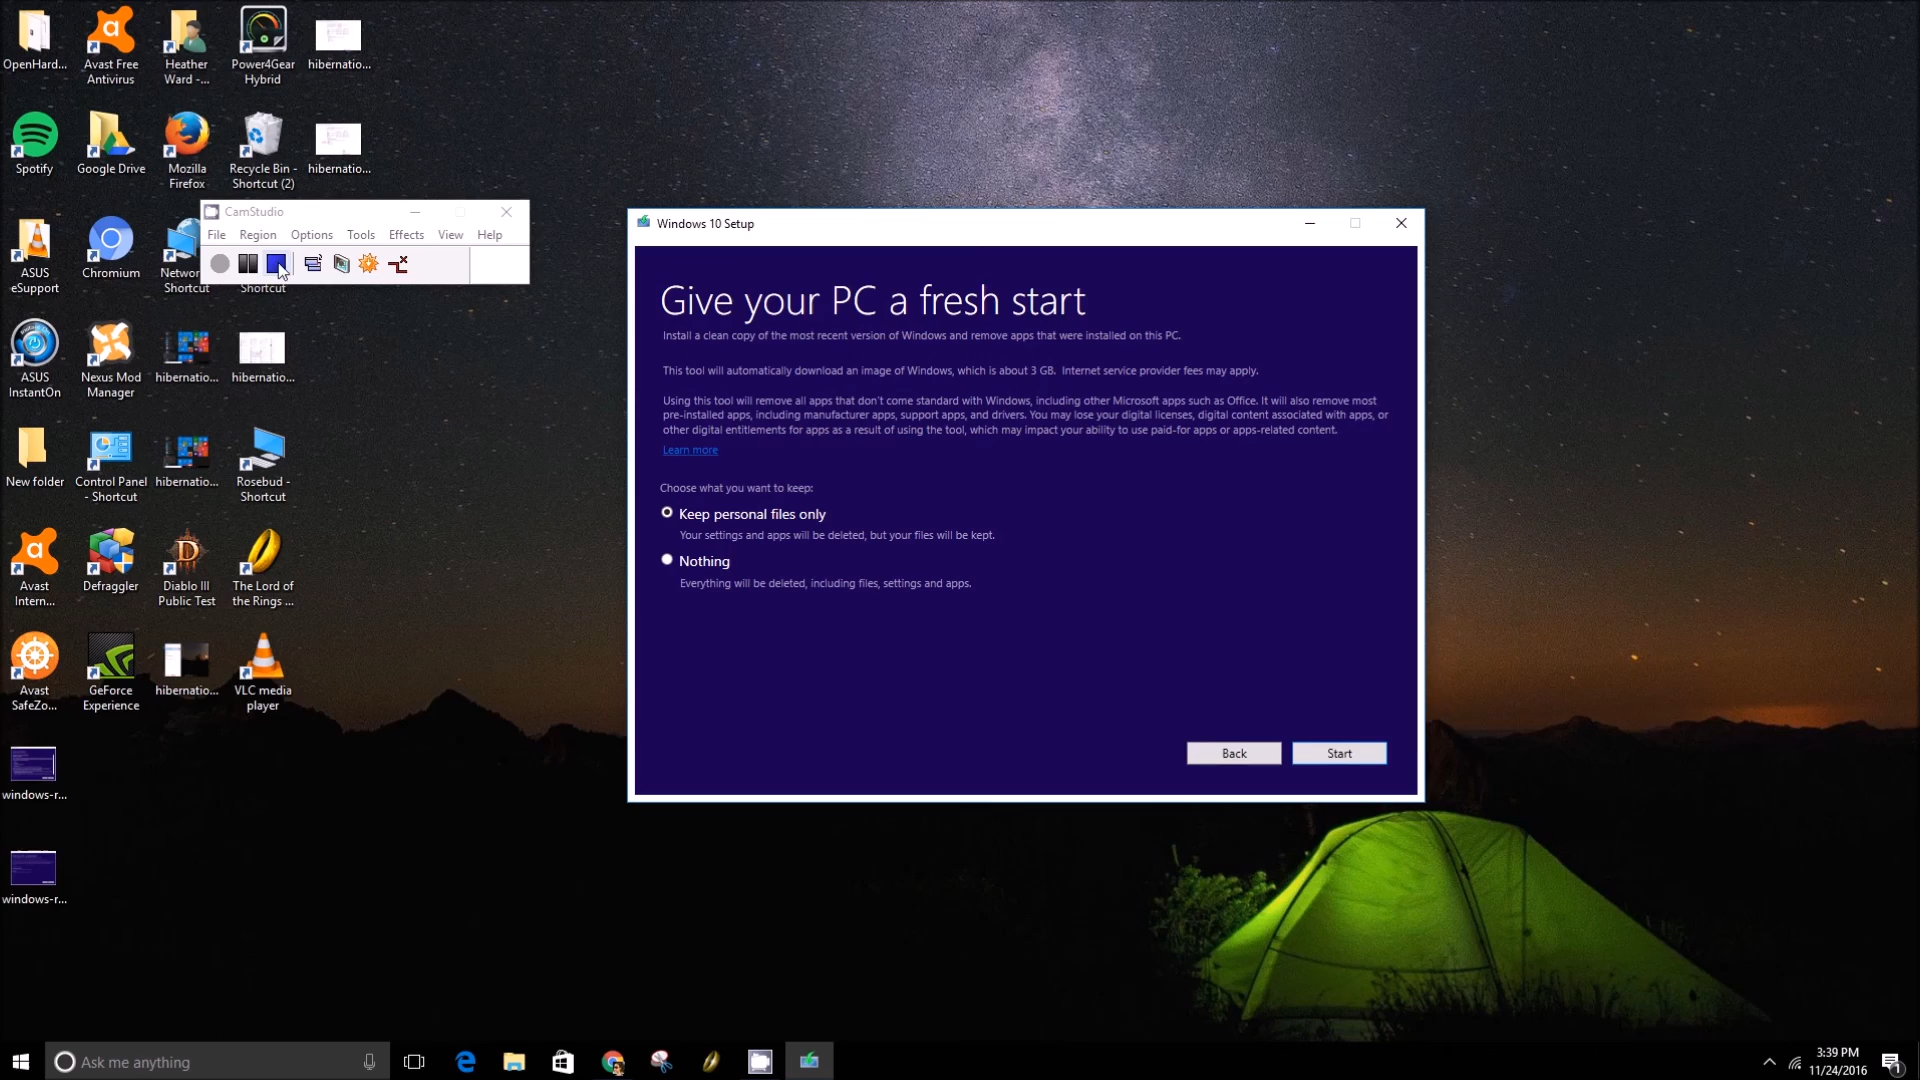 OpenHard...
Avast Free
Antivirus
Heather
Ward -...
Power4Gear
Hybrid
hibernatio...
Spotify
Google Drive
Mozilla
Firefox
Recycle Bin -
Shortcut (2)
hibernatio...
CamStudio
File Region Options Tools Effects View Help
ASUS
eSupport
Chromium
Netwo
Shortcut
Shortcut
ASUS
InstantOn
Nexus Mod
Manager
hibernatio...
hibernatio...
New folder
Control Panel
- Shortcut
hibernatio...
Rosebud -
Shortcut
Avast
Intern...
Defraggler
Diablo III
Public Test
The Lord of
the Rings ...
Avast
SafeZo...
GeForce
Experience
hibernatio...
VLC media
player
windows-r...
windows-r...
Windows 10 Setup
Give your PC a fresh start
Install a clean copy of the most recent version of Windows and remove apps that were installed on this PC.
This tool will automatically download an image of Windows, which is about 3 GB. Internet service provider fees may apply.
Using this tool will remove all apps that don't come standard with Windows, including other Microsoft apps such as Office. It will also remove most
pre-installed apps, including manufacturer apps, support apps, and drivers. You may lose your digital licenses, digital content associated with apps, or
other digital entitlements for apps as a result of using the tool, which may impact your ability to use paid-for apps or apps-related content.
Learn more
Choose what you want to keep:
Keep personal files only
Your settings and apps will be deleted, but your files will be kept.
Nothing
Everything will be deleted, including files, settings and apps.
Back Start
Ask me anything
3:39 PM
11/24/2016
1